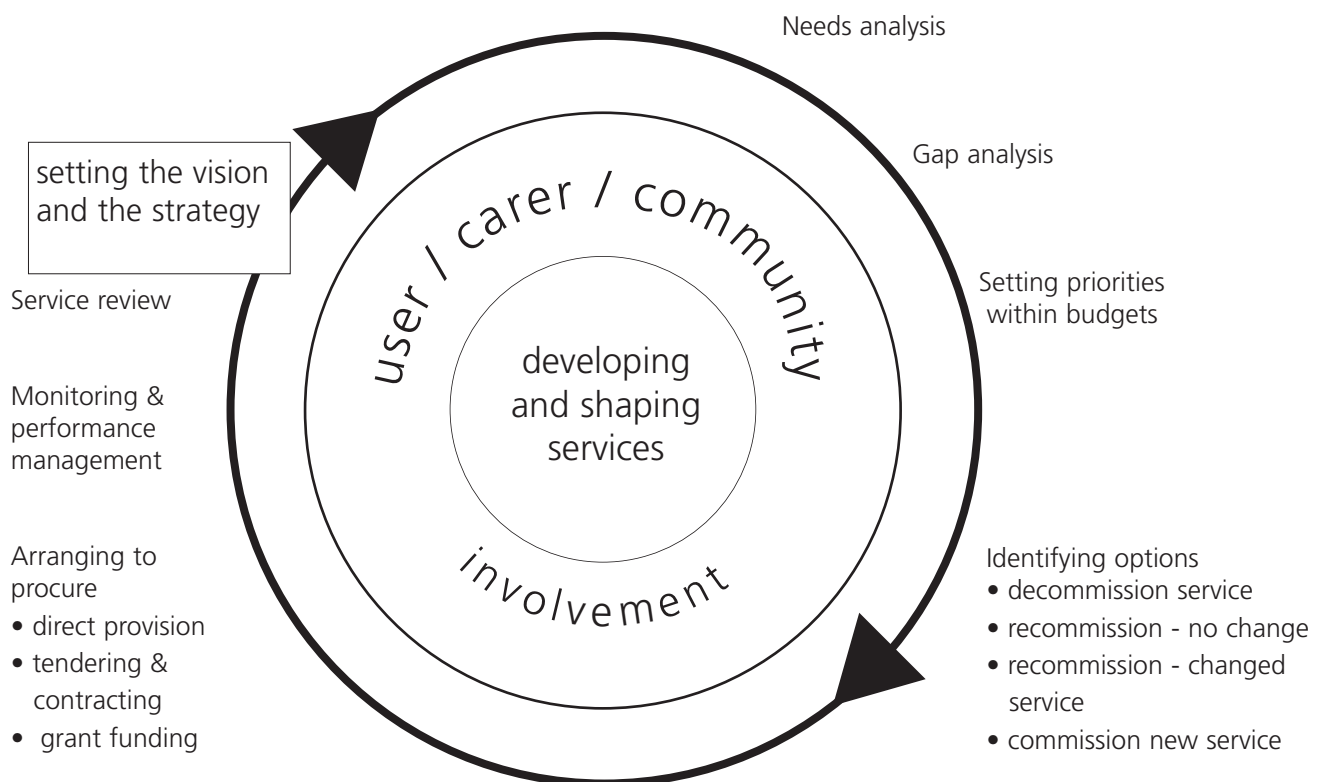 Needs analysis
Gap analysis
setting the vision
and the strategy
Setting priorities
within budgets
Service review
user / carer / community
developing
and shaping
services
involvement
Monitoring &
performance
management
Arranging to
procure
• direct provision
• tendering &
contracting
• grant funding
Identifying options
• decommission service
• recommission - no change
• recommission - changed
service
• commission new service